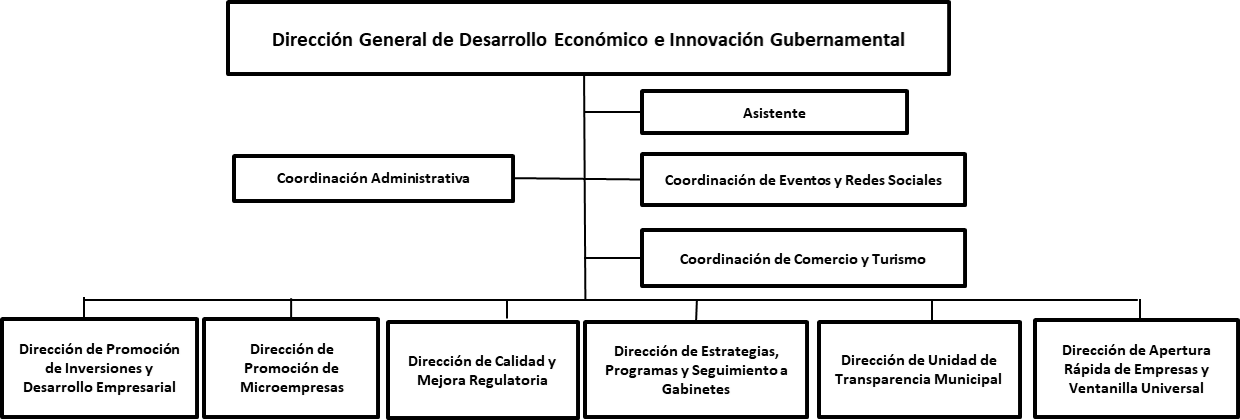 Dirección General de Desarrollo Económico e Innovación Gubernamental
Asistente
Coordinación Administrativa
Coordinación de Eventos y Redes Sociales
Coordinación de Comercio y Turismo
Dirección de Promoción
de Inversiones y
Desarrollo Empresarial
Dirección de
Promoción de
Microempresas
Dirección de Calidad y
Mejora Regulatoria
Dirección de Estrategias,
Programas y Seguimiento a
Gabinetes
Dirección de Unidad de
Transparencia Municipal
Dirección de Apertura
Rápida de Empresas y
Ventanilla Universal